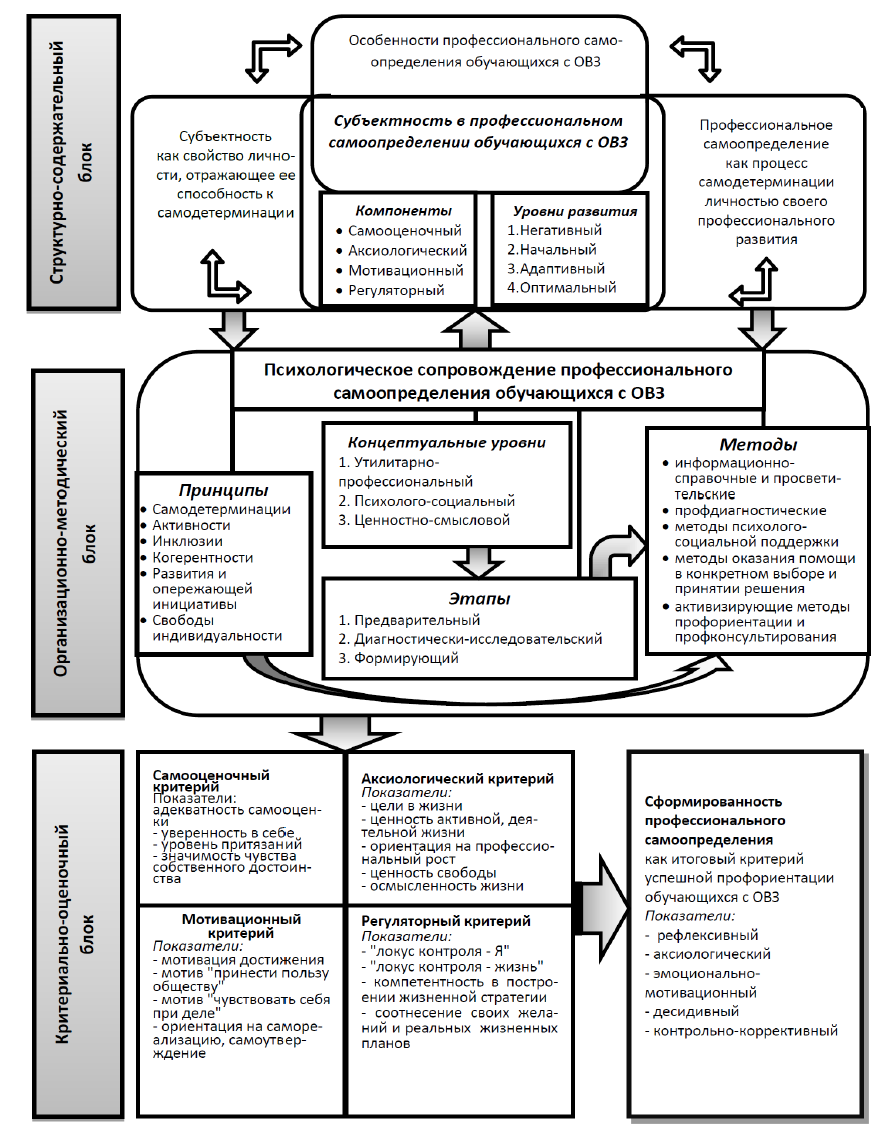 Структурно-содержательный
блок
Особенности профессионального само-
определения обучающихся с ОВЗ
Субъектность
как свойство лично-
сти, отражающее ее
способность к
самодетерминации
Субъектность в профессиональном
самоопределении обучающихся с ОВЗ
Компоненты
• Самооценочный
• Аксиологический
• Мотивационный
• Регуляторный
Уровни развития
1.Негативный
2.Начальный
3.Адаптивный
4.Оптимальный
Профессиональное
самоопределение
как процесс
самодетерминации
личностью своего
профессионального
развития
Организационно-методический
блок
Психологическое сопровождение профессионального
самоопределения обучающихся с ОВЗ
Принципы
• Самодетерминации
• Активности
• Инклюзии
• Когерентности
• Развития и
опережающей
инициативы
• Свободы
индивидуальности
Концептуальные уровни
1. Утилитарно-
профессиональный
2. Психолого-социальный
3. Ценностно-смысловой
Этапы
1. Предварительный
2. Диагностически-исследовательский
3. Формирующий
Методы
• информационно-
справочные и просвети-
тельские
• профдиагностические
• методы психолого-
социальной поддержки
• методы оказания помощи
в конкретном выборе и
принятии решения
• активизирующие методы
профориентации и
профконсультирования
Критериально-оценочный
блок
Самооценочный
критерий
Показатели:
адекватность самооцен-
ки
- уверенность в себе
- уровень притязаний
- значимость чувства
собственного достоин-
ства
Аксиологический критерий
Показатели:
- цели в жизни
- ценность активной, дея-
тельной жизни
- ориентация на профессио-
нальный рост
- ценность свободы
- осмысленность жизни
Мотивационный
критерий
Показатели:
- мотивация достижения
- мотив "принести пользу
обществу"
- мотив "чувствовать себя
при деле"
- ориентация на саморе-
ализацию, самоутвер-
ждение
Регуляторный критерий
Показатели:
- "локус контроля - Я"
- "локус контроля - жизнь"
- компетентность в постро-
ении жизненной стратегии
- соотнесение своих жела-
ний и реальных жизненных
планов
Сформированность
профессионального
самоопределения
как итоговый критерий
успешной профориентации
обучающихся с ОВЗ
Показатели:
- рефлексивный
- аксиологический
- эмоционально-
мотивационный
- десидивный
- контрольно-коррективный